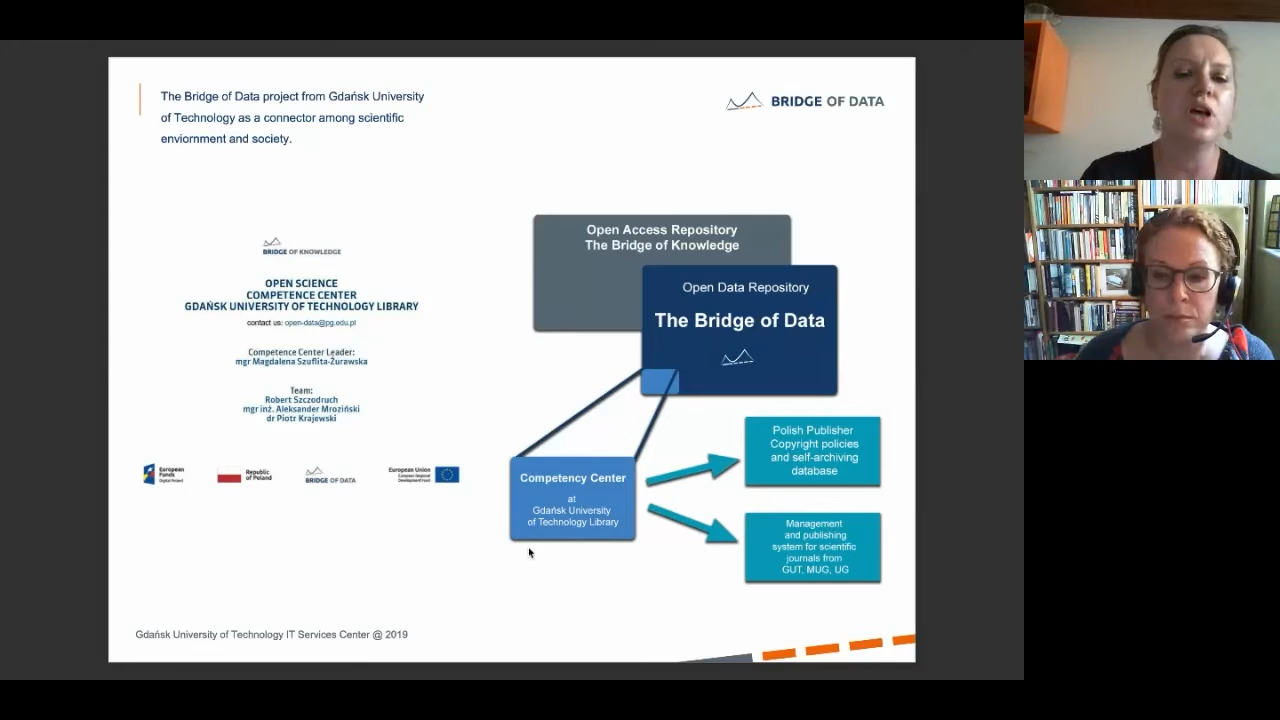 The Bridge of Data project from Gdańsk University
of Technology as a connector among scientific
enviornment and society.
BRIDGE OF DATA
BRIDGE OF KNOWLEDGE
OPEN SCIENCE
COMPETENCE CENTER
GDAŃSK UNIVERSITY OF TECHNOLOGY LIBRARY
contact us: open-data@pg.edu.pl
Competence Center Leader:
mgr Magdalena Szuflita-Żurawska
Team:
Robert Szczodruch
mgr inż. Aleksander Mroziński
dr Piotr Krajewski
European
Funds
Digital Poland
Republic
of Poland
BRIDGE OF DATA
European Union
European Regional
Development Fund
Open Access Repository
The Bridge of Knowledge
Open Data Repository
The Bridge of Data
Competency Center
at
Gdańsk University
of Technology Library
Polish Publisher
Copyright policies
and self-archiving
database
Management
and publishing
system for scientific
journals from
GUT, MUG, UG
Gdańsk University of Technology IT Services Center @ 2019